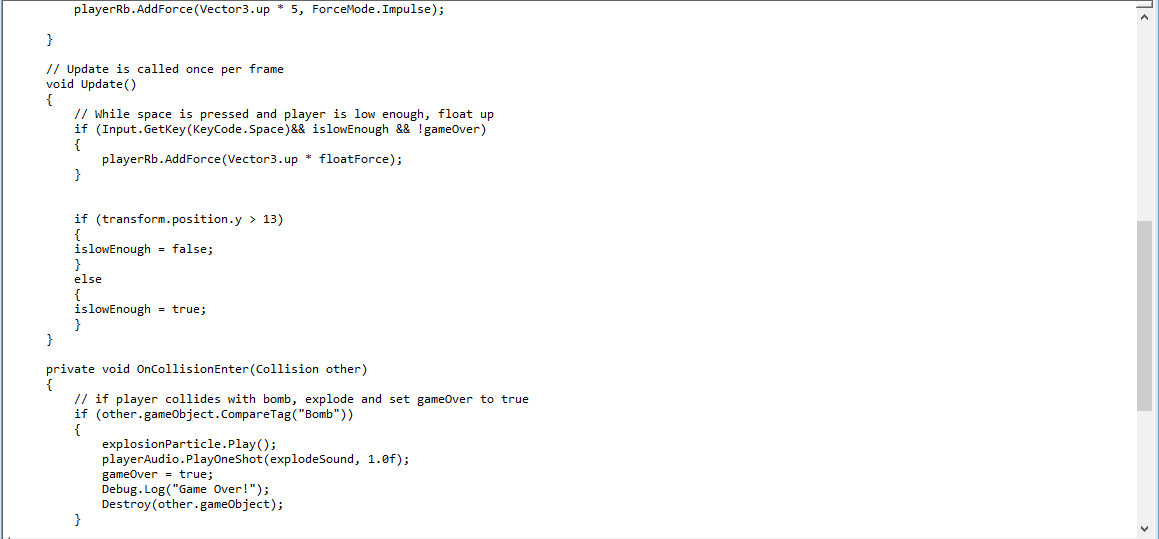 playerRb.AddForce(Vector3.up * 5, ForceMode.Impulse);
}
// Update is called once per frame
void Update()
{
// While space is pressed and player is low enough, float up
if (Input.GetKey(KeyCode.Space)&& islowEnough && !gameOver)
{
playerRb.AddForce(Vector3.up * floatForce);
}
if (transform.position.y > 13)
{
islowEnough = false;
}
else
{
islowEnough = true;
}
}
private void OnCollisionEnter(Collision other)
{
// if player collides with bomb, explode and set gameOver to true
if (other.gameObject.CompareTag("Bomb"))
{
explosionParticle.Play();
playerAudio.PlayOneShot(explodeSound, 1.0f);
gameOver = true;
Debug.Log("Game Over!");
Destroy(other.gameObject);
}